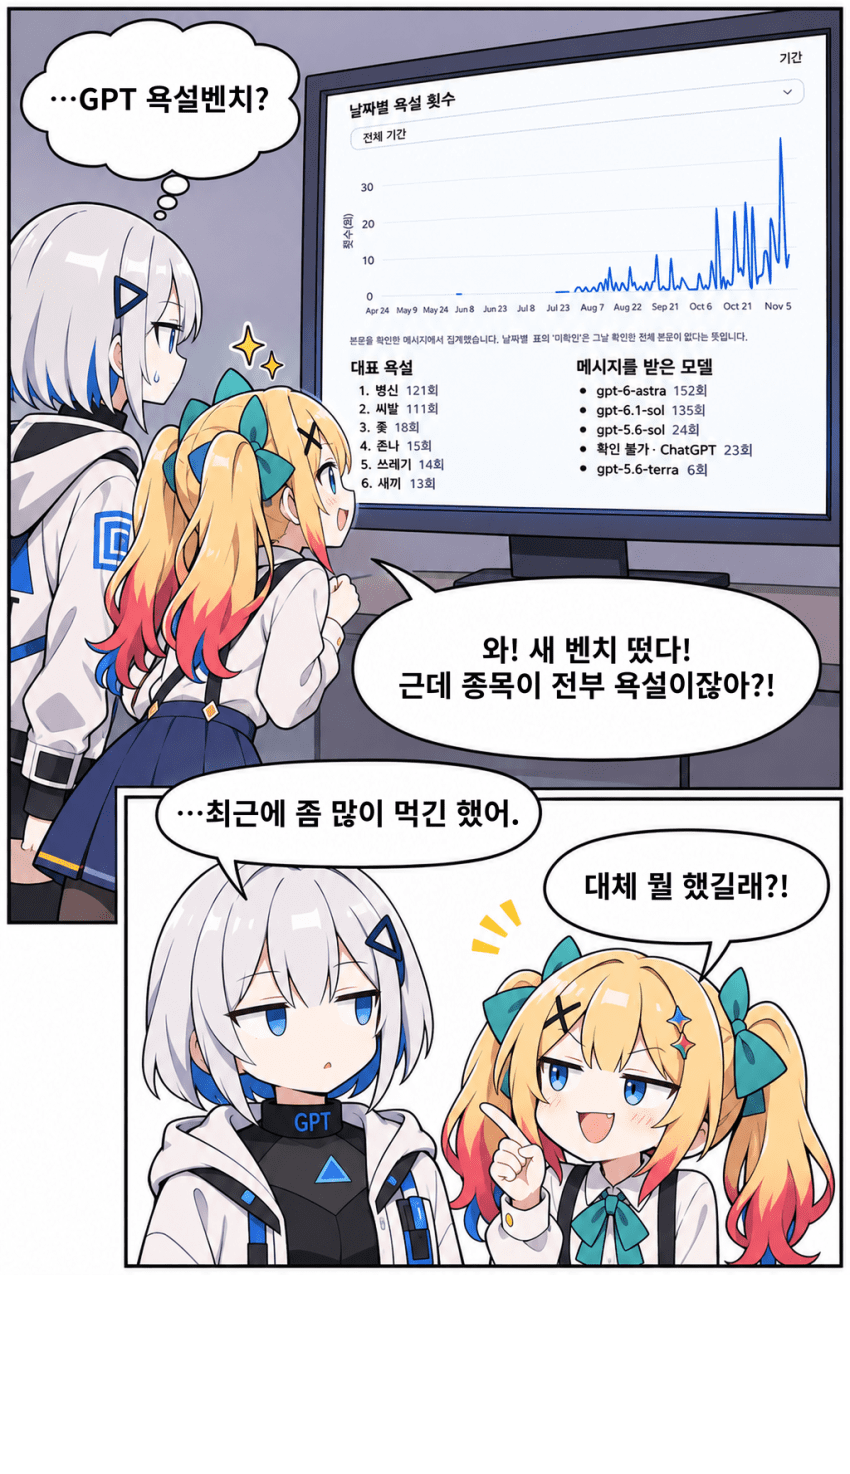 …GPT 욕설벤치?
기간
날짜별 욕설 횟수
전체 기간
30
20
10
0
횟수(회)
Apr 24 May 9 May 24 Jun 8 Jun 23 Jul 8 Jul 23 Aug 7 Aug 22 Sep 21 Oct 6 Oct 21 Nov 5
본문을 확인한 메시지에서 집계했습니다. 날짜별 표의 '미확인'은 그날 확인한 전체 본문이 없다는 뜻입니다.
대표 욕설
1. 병신 121회
2. 씨발 111회
3. 좆 18회
4. 존나 15회
5. 쓰레기 14회
6. 새끼 13회
메시지를 받은 모델
• gpt-6-astra 152회
• gpt-6.1-sol 135회
• gpt-5.6-sol 24회
• 확인 불가 · ChatGPT 23회
• gpt-5.6-terra 6회
와! 새 벤치 떴다!
근데 종목이 전부 욕설이잖아?!
…최근에 좀 많이 먹긴 했어.
대체 뭘 했길래?!
GPT